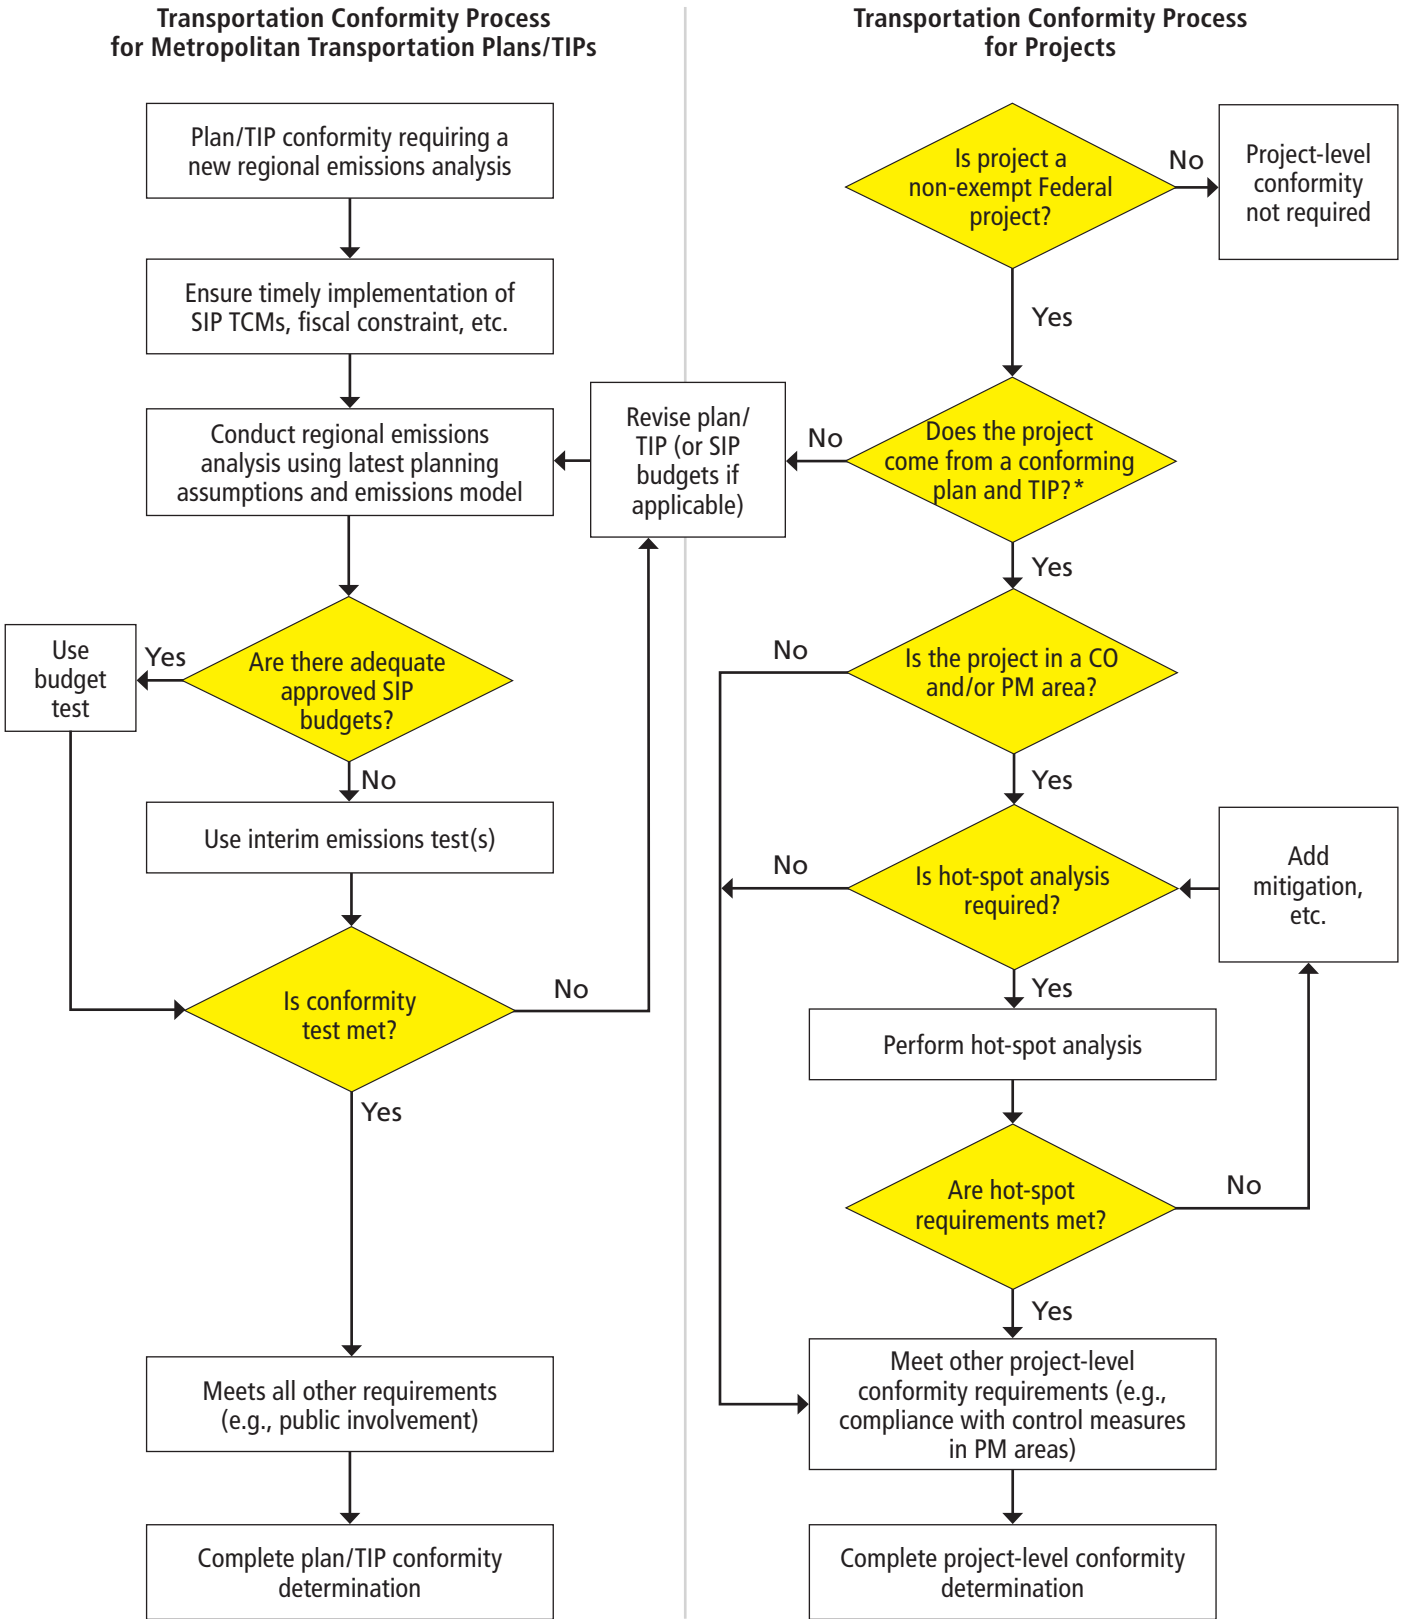 Transportation Conformity Process
for Metropolitan Transportation Plans/TIPs
Plan/TIP conformity requiring a
new regional emissions analysis
Ensure timely implementation of
SIP TCMs, fiscal constraint, etc.
Conduct regional emissions
analysis using latest planning
assumptions and emissions model
Revise plan/
TIP (or SIP
budgets if
applicable)
Are there adequate
approved SIP
budgets?
Yes
Use
budget
test
No
Use interim emissions test(s)
Is conformity
test met?
No
Yes
Meets all other requirements
(e.g., public involvement)
Complete plan/TIP conformity
determination
Transportation Conformity Process
for Projects
Is project a
non-exempt Federal
project?
No
Project-level
conformity
not required
Yes
Does the project
come from a conforming
plan and TIP?*
No
Yes
Is the project in a CO
and/or PM area?
No
Yes
Is hot-spot analysis
required?
No
Add
mitigation,
etc.
Yes
Perform hot-spot analysis
Are hot-spot
requirements met?
No
Yes
Meet other project-level
conformity requirements (e.g.,
compliance with control measures
in PM areas)
Complete project-level conformity
determination